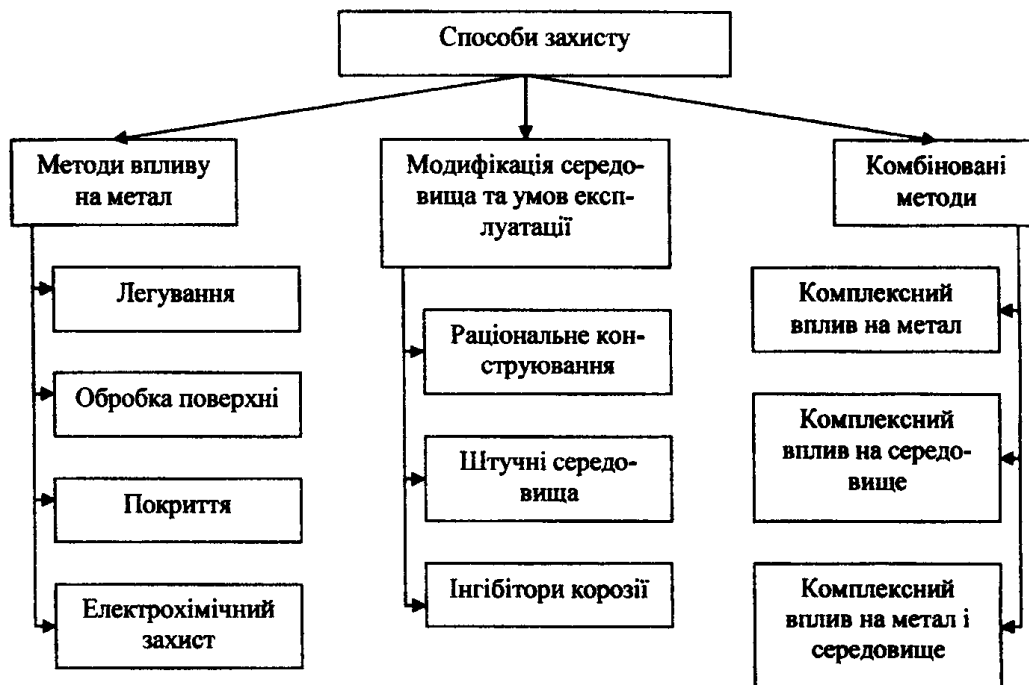 Способи захисту
Методи впливу
на метал
Легування
Обробка поверхні
Покриття
Електрохімічний
захист
Модифікація середо-
вища та умов експ-
луатації
Раціональне кон-
струювання
Штучні середо-
вища
Інгібітори корозії
Комбіновані
методи
Комплексний
вплив на метал
Комплексний
вплив на середо-
вище
Комплексний
вплив на метал і
середовище